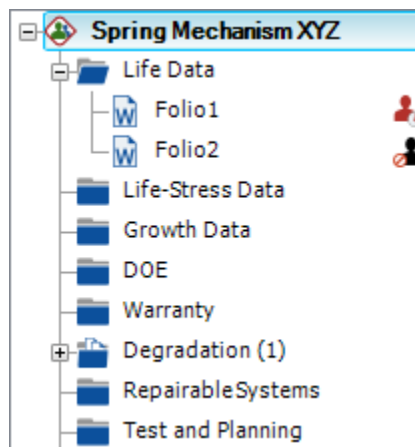 Spring Mechanism XYZ
Life Data
W Folio1
W Folio2
Life-Stress Data
Growth Data
DOE
Warranty
Degradation (1)
RepairableSystems
Test and Planning